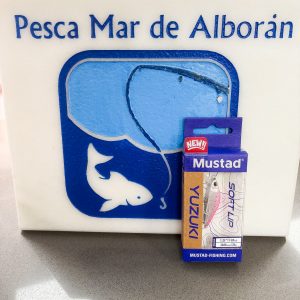 Pesca Mar de Alborán
NEW!!
Mustad
YUZUKI
SOFT LIP
MUSTAD-FISHING.COM